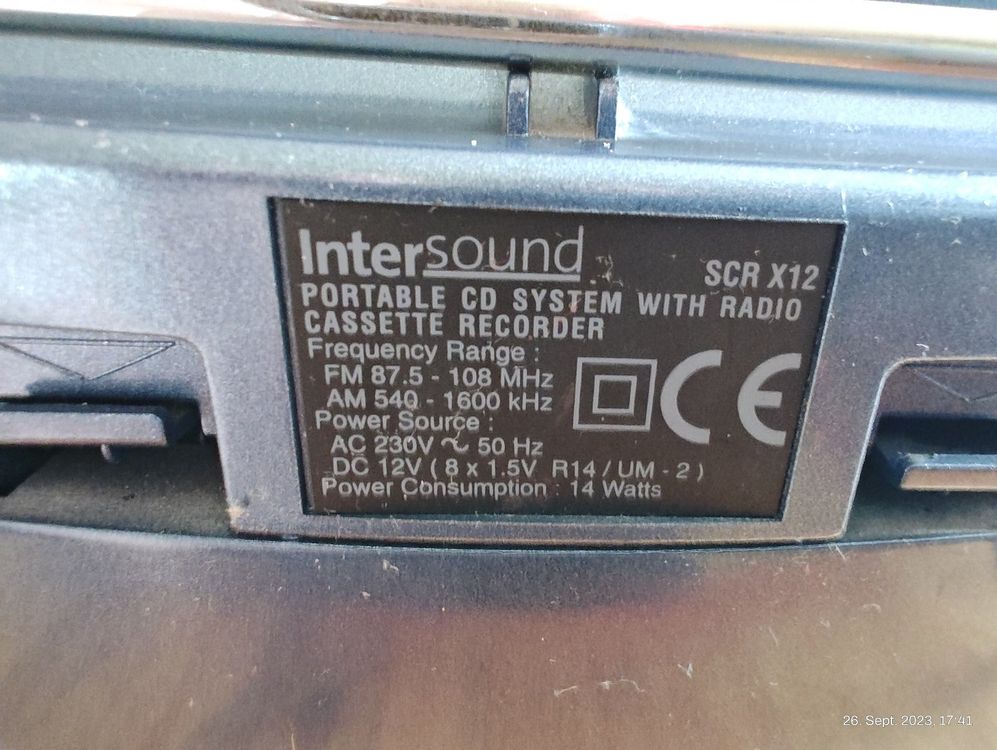 Intersound
SCR X12
PORTABLE CD SYSTEM WITH RADIO
CASSETTE RECORDER
Frequency Range :
FM 87.5 - 108 MHz
AM 540 - 1600 kHz
Power Source :
AC 230V ~ 50 Hz
DC 12V ( 8 x 1.5V R14 / UM - 2 )
Power Consumption : 14 Watts
CE
26. Sept. 2023, 17:41